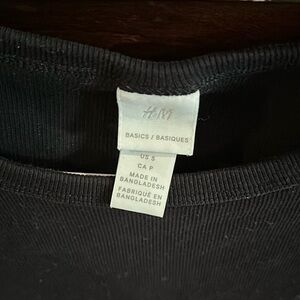 H&M
BASICS / BASIQUES
US S
CA P
MADE IN
BANGLADESH
FABRIQUÉ EN
BANGLADESH